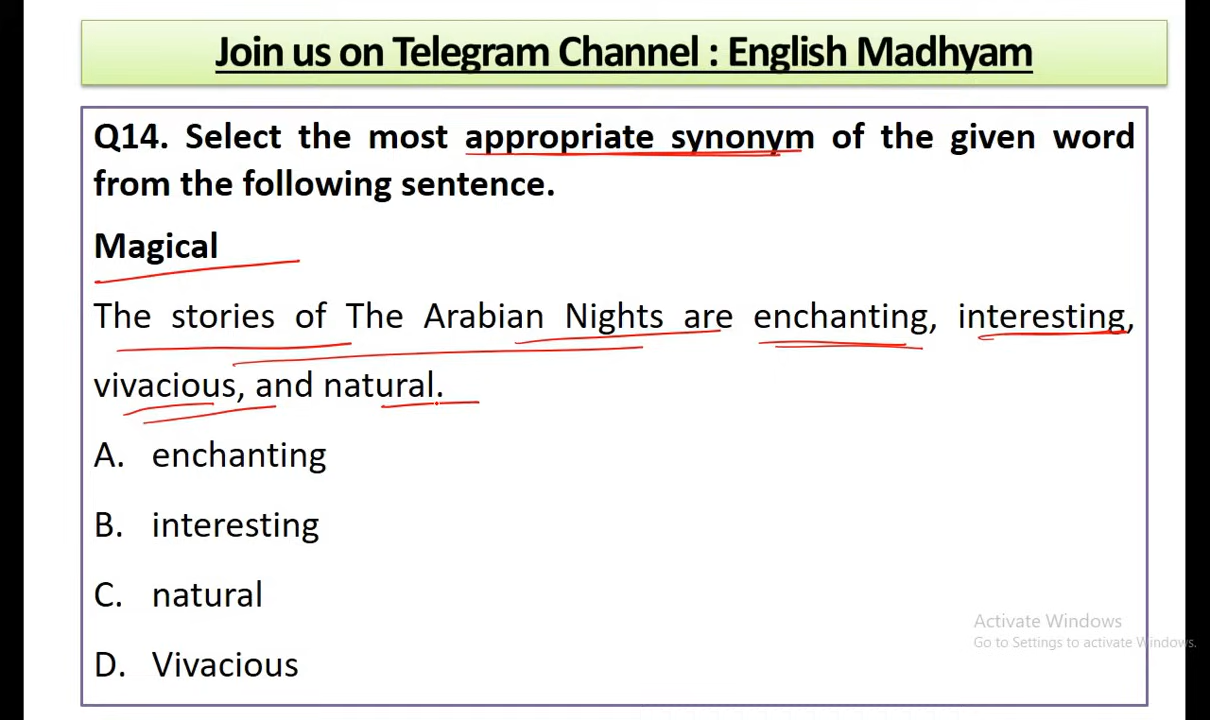 Join us on Telegram Channel : English Madhyam
Q14. Select the most appropriate synonym of the given word
from the following sentence.
Magical
The stories of The Arabian Nights are enchanting, interesting,
vivacious, and natural.
A. enchanting
B. interesting
C. natural
D. Vivacious
Activate Windows
Go to Settings to activate Windows.